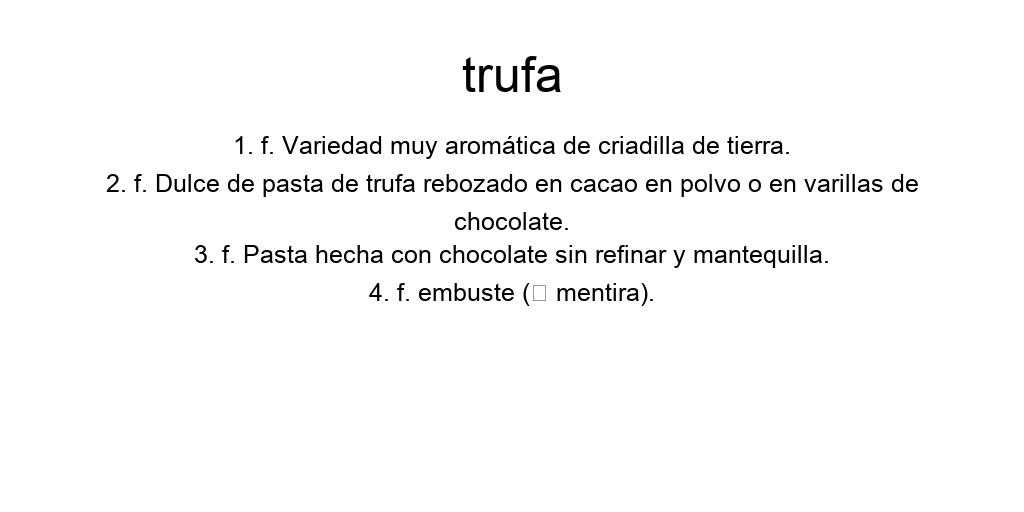 trufa
1. f. Variedad muy aromática de criadilla de tierra.
2. f. Dulce de pasta de trufa rebozado en cacao en polvo o en varillas de
chocolate.
3. f. Pasta hecha con chocolate sin refinar y mantequilla.
4. f. embuste (□ mentira).